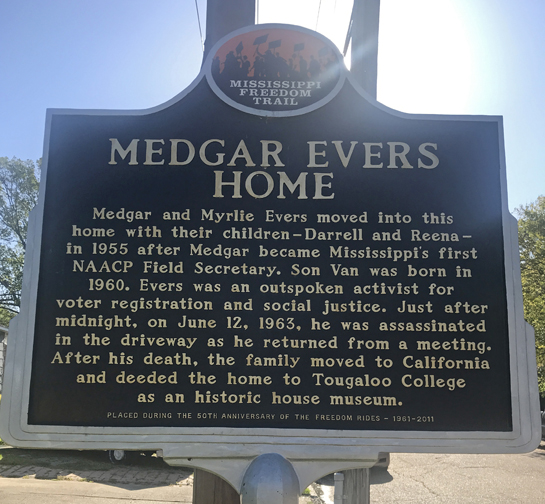 MISSISSIPPI
FREEDOM
TRAIL
MEDGAR EVERS
HOME
Medgar and Myrlie Evers moved into this
home with their children—Darrell and Reena—
in 1955 after Medgar became Mississippi's first
NAACP Field Secretary. Son Van was born in
1960. Evers was an outspoken activist for
voter registration and social justice. Just after
midnight, on June 12, 1963, he was assassinated
in the driveway as he returned from a meeting.
After his death, the family moved to California
and deeded the home to Tougaloo College
as an historic house museum.
PLACED DURING THE 50TH ANNIVERSARY OF THE FREEDOM RIDES – 1961-2011